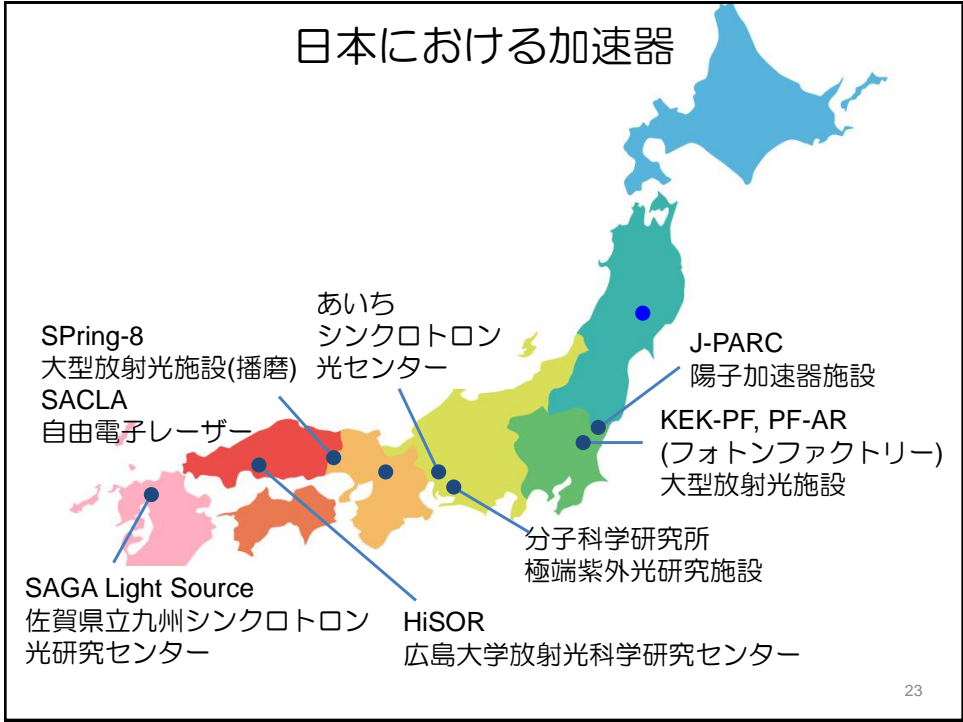 日本における加速器
あいち
シンクロトロン
光センター
SPring-8
大型放射光施設(播磨)
SACLA
自由電子レーザー
J-PARC
陽子加速器施設
KEK-PF, PF-AR
(フォトンファクトリー)
大型放射光施設
分子科学研究所
極端紫外光研究施設
SAGA Light Source
佐賀県立九州シンクロトロン
光研究センター
HiSOR
広島大学放射光科学研究センター
23